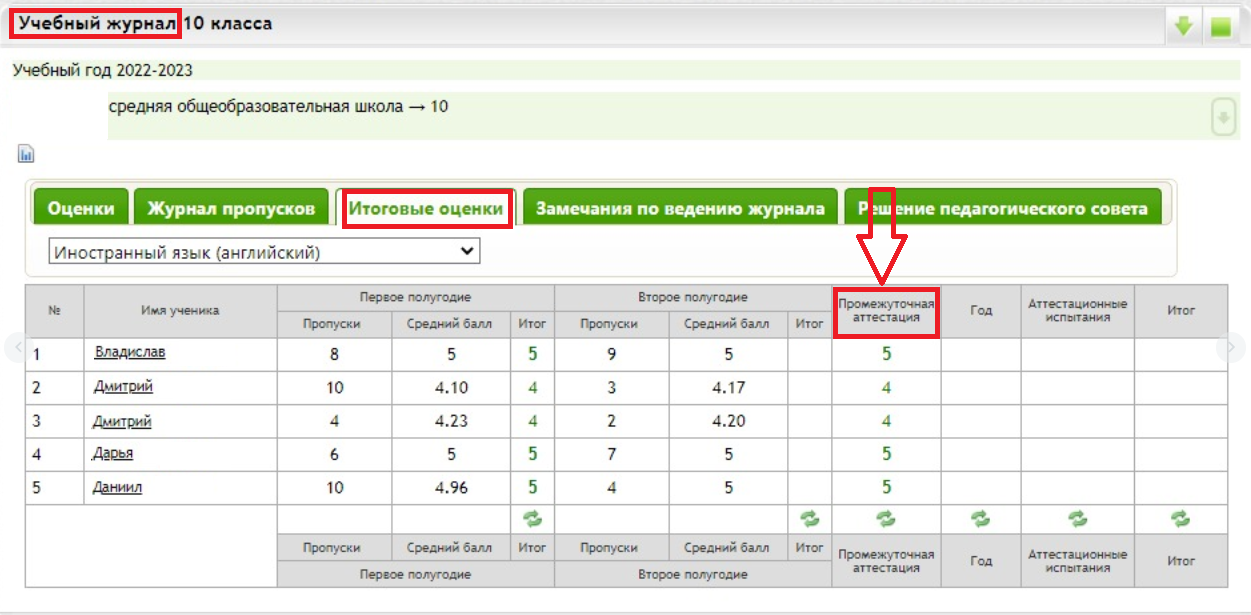 Учебный журнал 10 класса
Учебный год 2022-2023
средняя общеобразовательная школа → 10
Оценки Журнал пропусков Итоговые оценки Замечания по ведению журнала Решение педагогического совета
Иностранный язык (английский)
№ Имя ученика Первое полугодие Второе полугодие Промежуточная аттестация Год Аттестационные испытания Итог
Пропуски Средний балл Итог Пропуски Средний балл Итог
1 Владислав 8 5 5 9 5 5
2 Дмитрий 10 4.10 4 3 4.17 4
3 Дмитрий 4 4.23 4 2 4.20 4
4 Дарья 6 5 5 7 5 5
5 Даниил 10 4.96 5 4 5 5
Пропуски Средний балл Итог Пропуски Средний балл Итог Промежуточная аттестация Год Аттестационные испытания Итог
Первое полугодие Второе полугодие